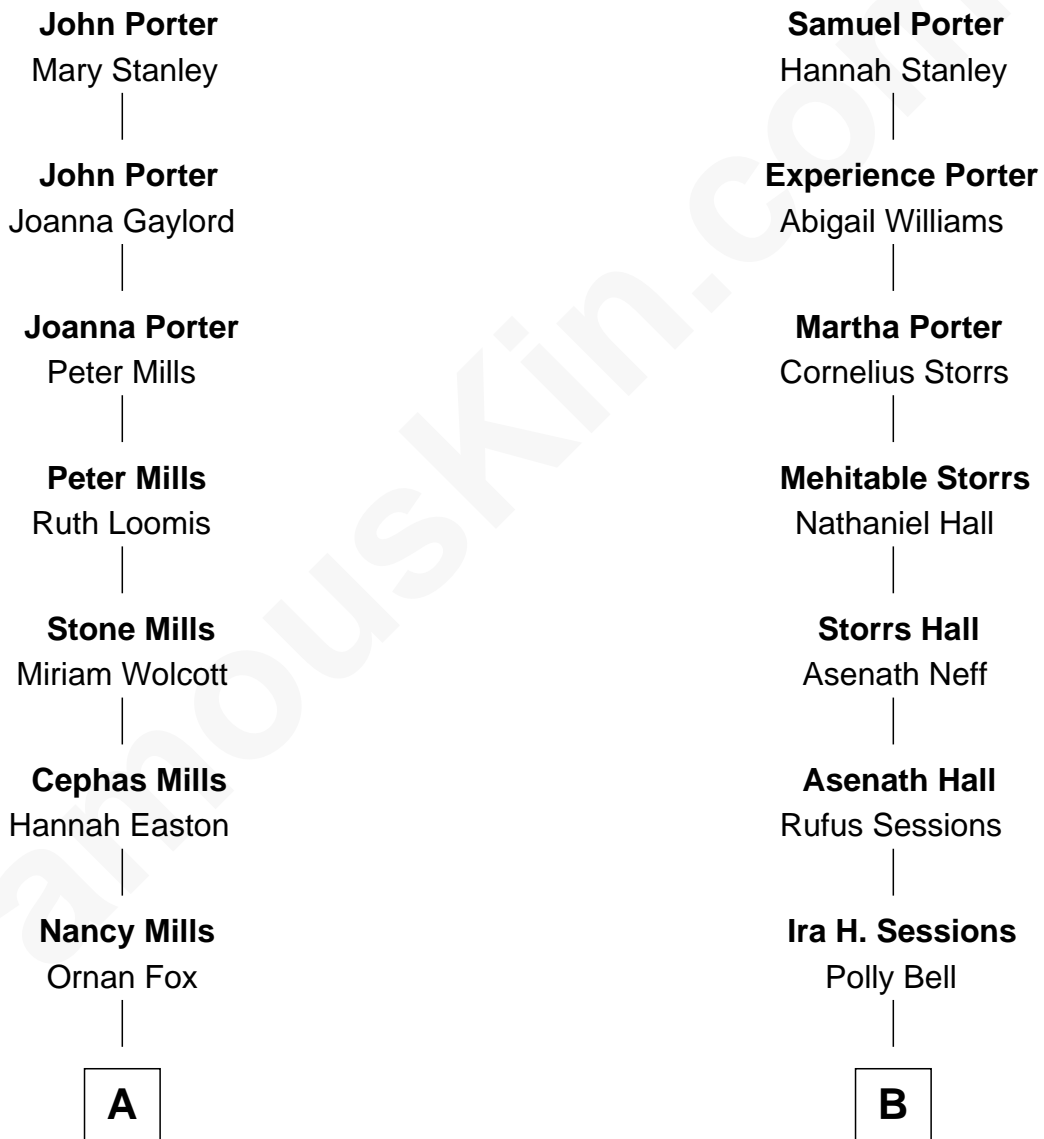 John Porter
Mary Stanley
John Porter
Joanna Gaylord
Joanna Porter
Peter Mills
Peter Mills
Ruth Loomis
Stone Mills
Miriam Wolcott
Cephas Mills
Hannah Easton
Nancy Mills
Ornan Fox
A
Samuel Porter
Hannah Stanley
Experience Porter
Abigail Williams
Martha Porter
Cornelius Storrs
Mehitable Storrs
Nathaniel Hall
Storrs Hall
Asenath Neff
Asenath Hall
Rufus Sessions
Ira H. Sessions
Polly Bell
B
amouskin.com